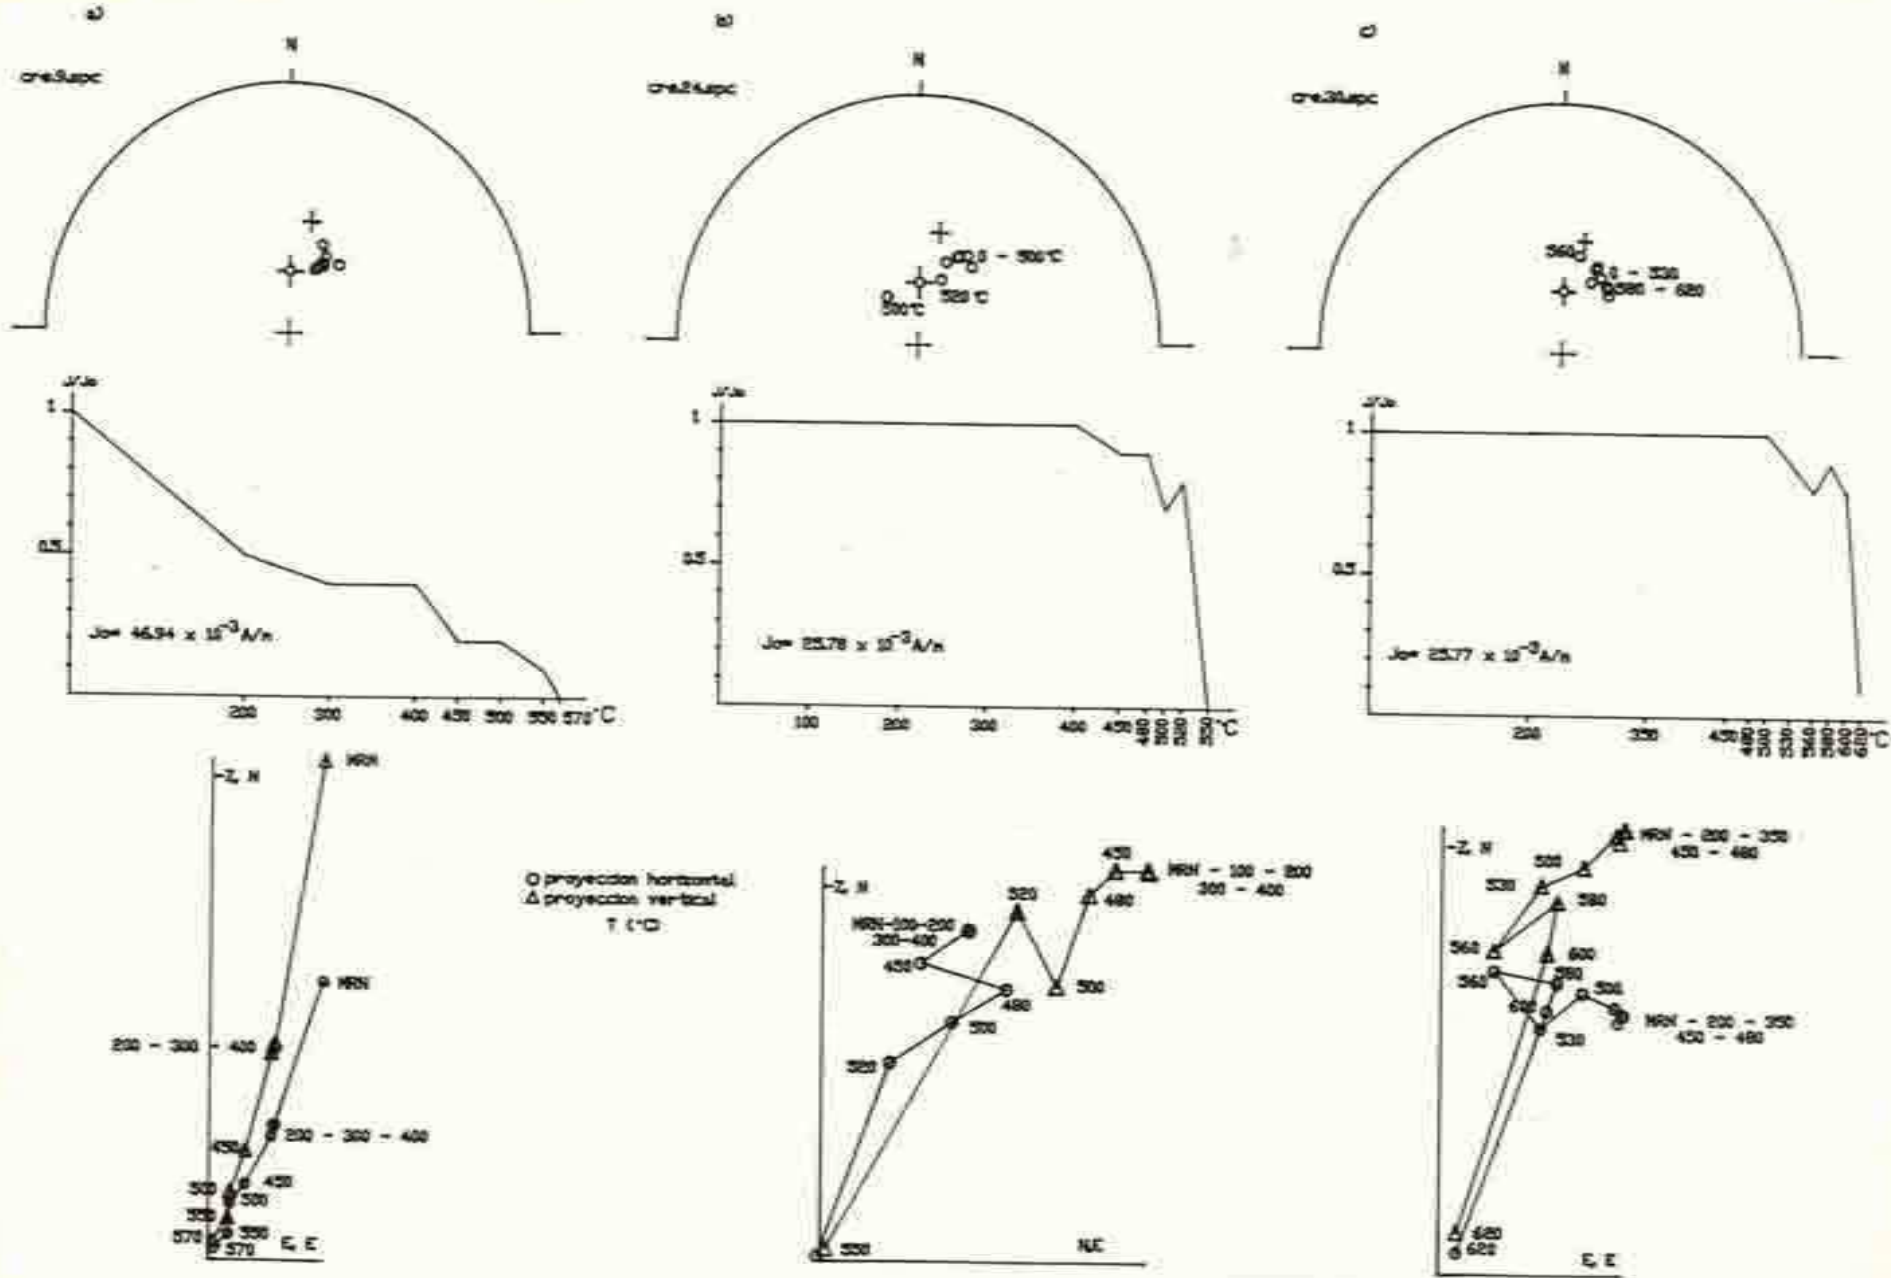 a)
N
cre9.spc
b)
N
cre24.spc
0 - 500°C
520°C
c)
N
cre30.spc
560
0 - 530
580 - 620
J/Jo
1
0.5
Jo= 46.94 x 10⁻³A/m
200 300 400 450 500 550 570 °C
J/Jo
1
0.5
Jo= 25.78 x 10⁻³A/m
100 200 300 400 450 480 500 520 550 °C
J/Jo
1
0.5
Jo= 25.77 x 10⁻³A/m
200 350 450 480 500 530 560 580 600 620 °C
-Z, N
MRN
MRN
200 - 300 - 400
200 - 300 - 400
450
450
500
500
550
550
570
570
E, E
O proyeccion horizontal
Δ proyeccion vertical
T (°C)
-Z, N
MRN-100-200
300-400
450
480
500
520
520
450
480
500
MRN - 100 - 200
300 - 400
550
N,E
-Z, N
MRN - 200 - 350
450 - 480
500
530
580
560
600
560
580
500
600
530
MRN - 200 - 350
450 - 480
620
620
E, E